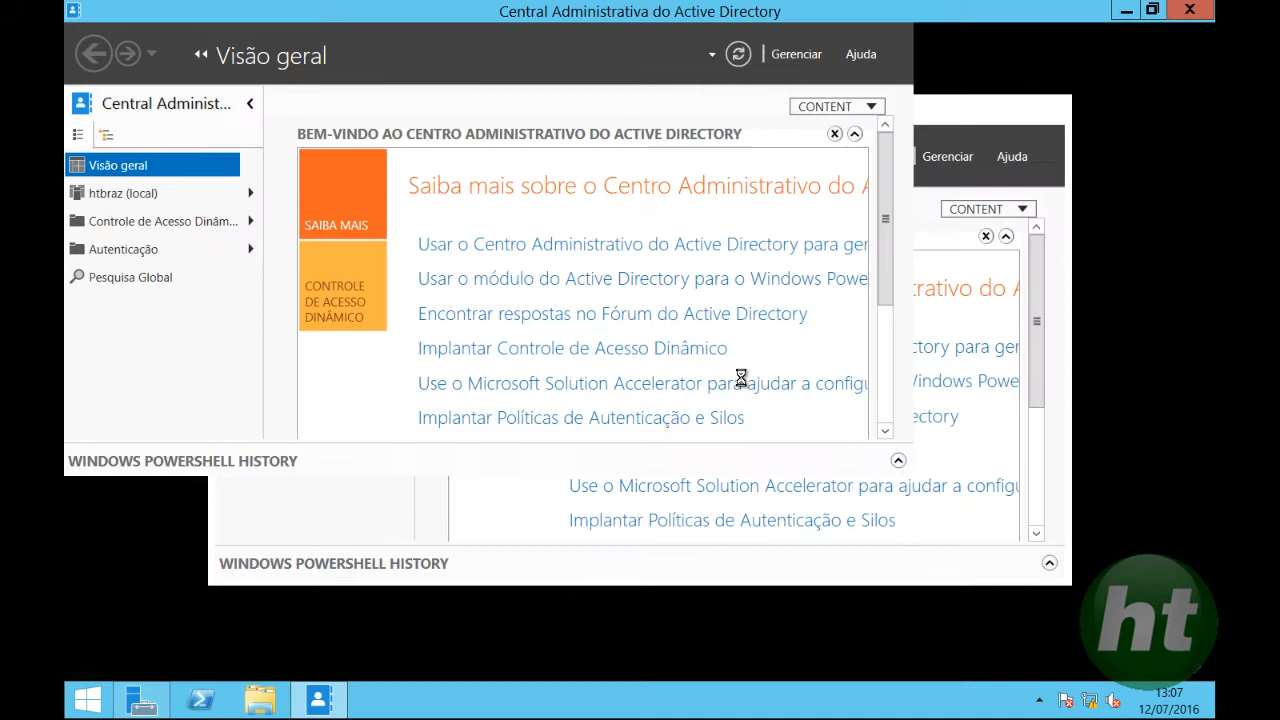 Central Administrativa do Active Directory
Visão geral
Gerenciar
Ajuda
Central Administ...
CONTENT
Visão geral
htbraz (local)
Controle de Acesso Dinâm...
Autenticação
Pesquisa Global
BEM-VINDO AO CENTRO ADMINISTRATIVO DO ACTIVE DIRECTORY
SAIBA MAIS
CONTROLE
DE ACESSO
DINÂMICO
Saiba mais sobre o Centro Administrativo do A
Usar o Centro Administrativo do Active Directory para ger
Usar o módulo do Active Directory para o Windows Powe
Encontrar respostas no Fórum do Active Directory
Implantar Controle de Acesso Dinâmico
Use o Microsoft Solution Accelerator para ajudar a configu
Implantar Políticas de Autenticação e Silos
WINDOWS POWERSHELL HISTORY
Gerenciar
Ajuda
CONTENT
trativo do A
ctory para ger
Windows Powe
ectory
Use o Microsoft Solution Accelerator para ajudar a configu
Implantar Políticas de Autenticação e Silos
WINDOWS POWERSHELL HISTORY
ht
13:07
12/07/2016